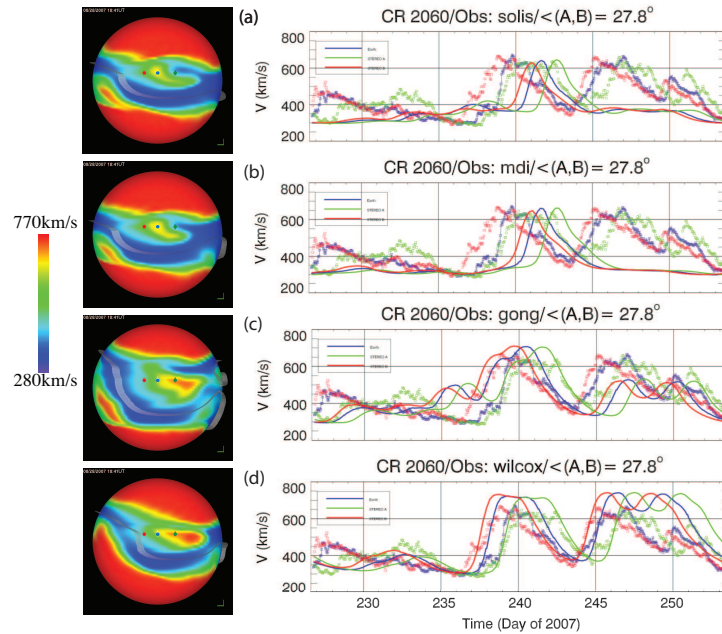 (a)
CR 2060/Obs: solis/<(A,B)= 27.8°
08/20/2007 18:41UT
800
600
400
200
V (km/s)
Earth
STEREO A
STEREO B
(b)
CR 2060/Obs: mdi/<(A,B)= 27.8°
08/20/2007 18:41UT
800
600
400
200
V (km/s)
Earth
STEREO A
STEREO B
770km/s
280km/s
(c)
CR 2060/Obs: gong/<(A,B)= 27.8°
08/20/2007 18:41UT
800
600
400
200
V (km/s)
Earth
STEREO A
STEREO B
(d)
CR 2060/Obs: wilcox/<(A,B)= 27.8°
08/20/2007 18:41UT
800
600
400
200
V (km/s)
Earth
STEREO A
STEREO B
230 235 240 245 250
Time (Day of 2007)